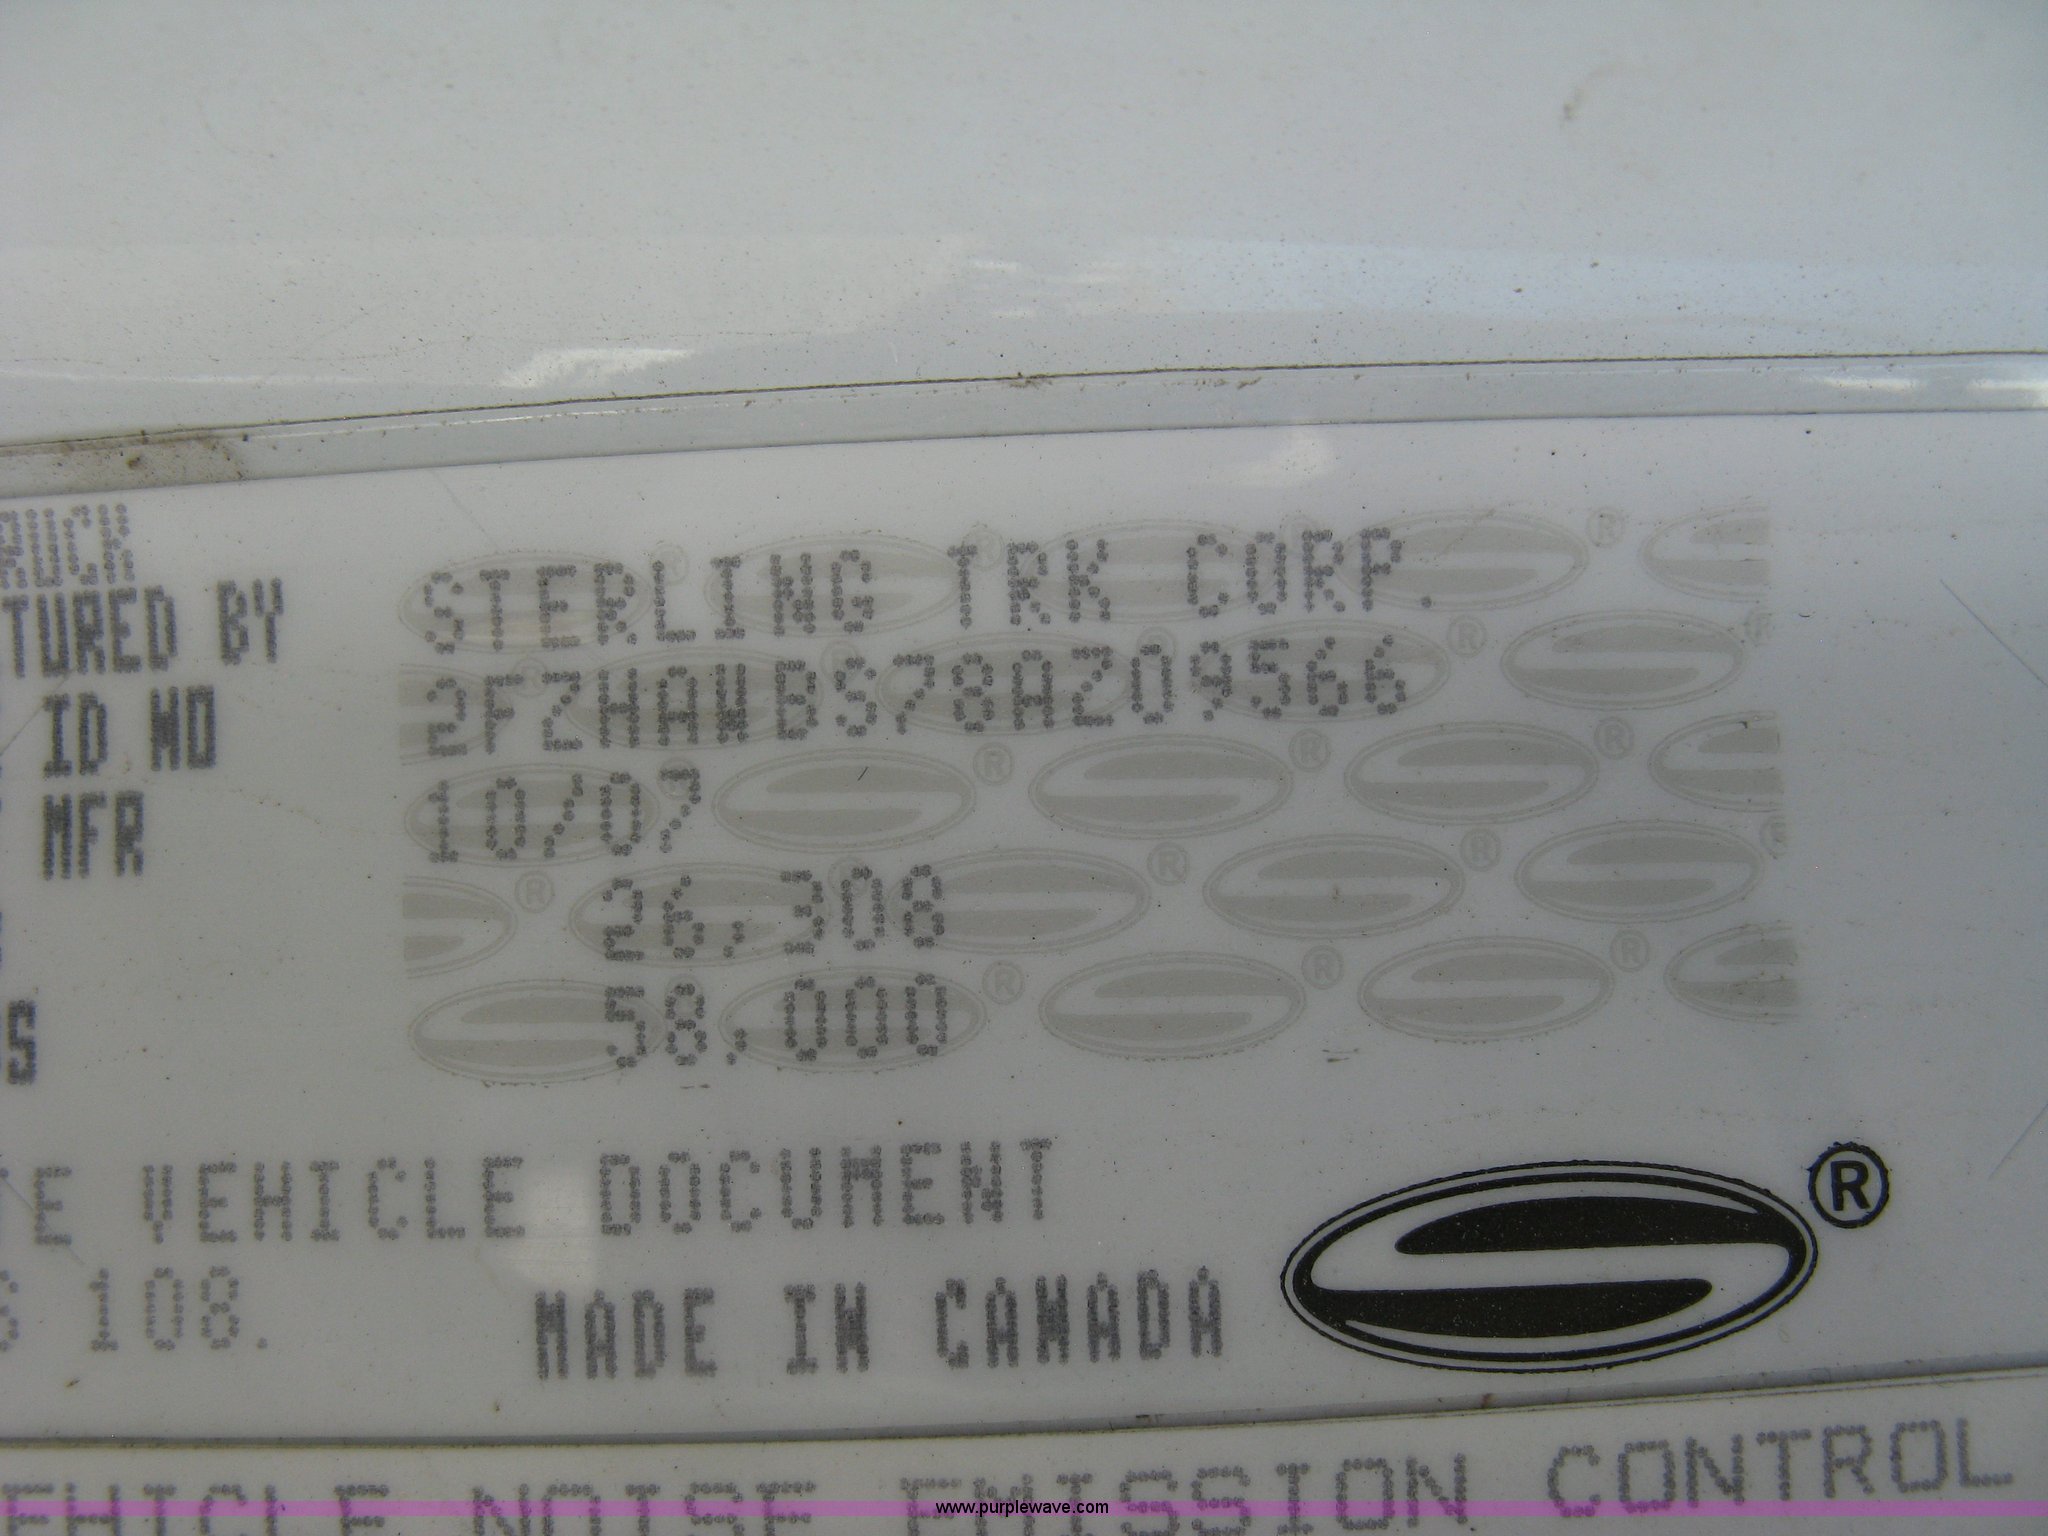 TURED BY STERLING TRK CORP.
ID NO 2FZHAWBS78AZ09566
MFR 10/07
26,308
S 58,000
E VEHICLE DOCUMENT
108.
MADE IN CANADA
®
EHICLE NOISE EMISSION CONTROL
www.purplewave.com